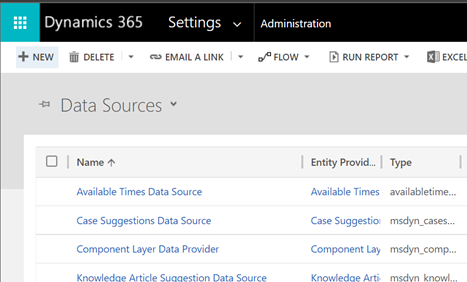 Dynamics 365 Settings Administration
NEW DELETE EMAIL A LINK FLOW RUN REPORT EXCEL
Data Sources
Name ↑ Entity Provid... Type
Available Times Data Source Available Times availabletime...
Case Suggestions Data Source Case Suggestion msdyn_cases...
Component Layer Data Provider Component Lay msdyn_comp...
Knowledge Article Suggestion Data Source Knowledge Arti msdyn_knowl...